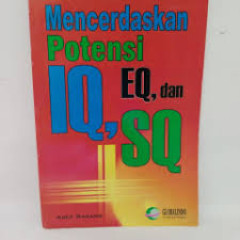 Mencerdaskan
Potensi
IQ, EQ, dan
SQ